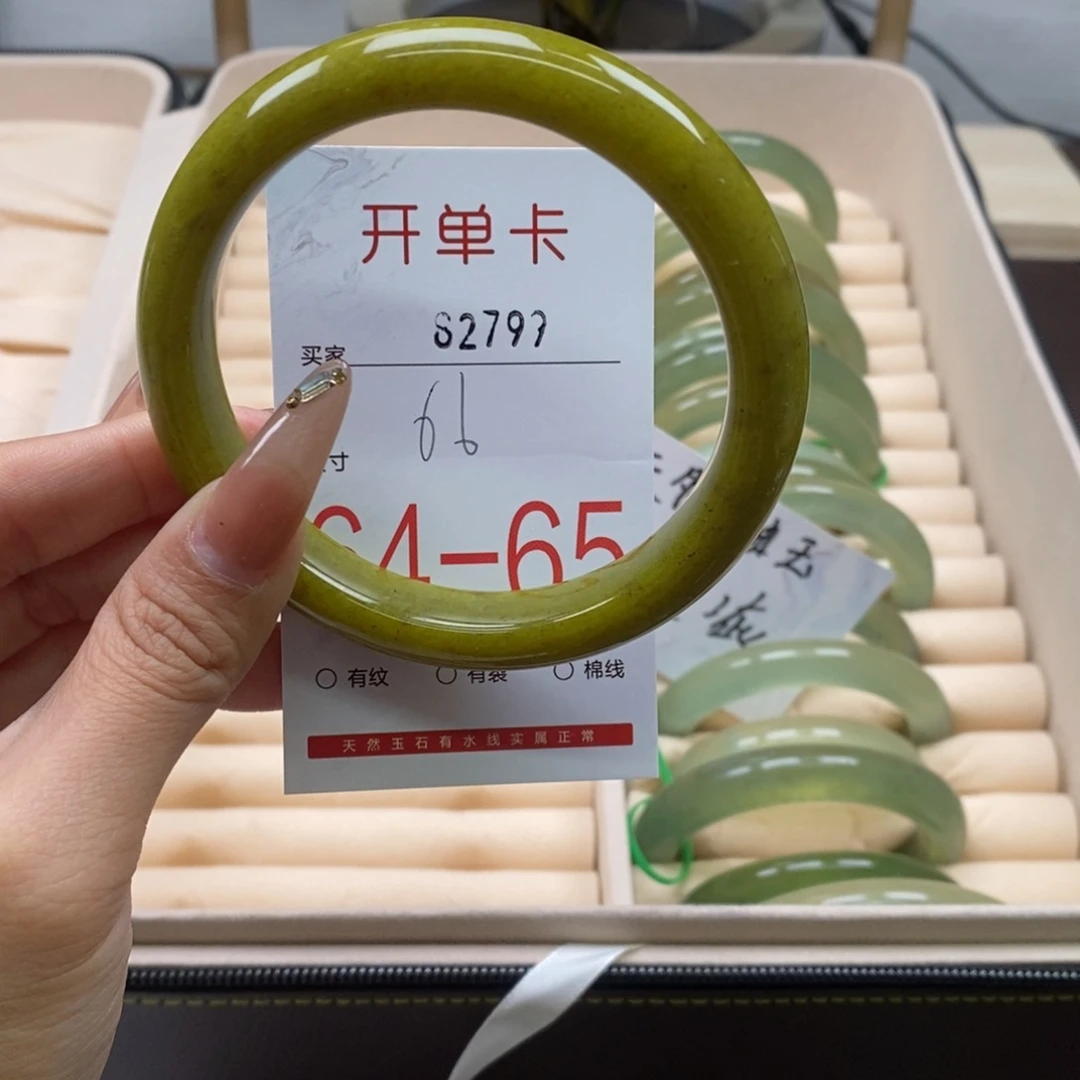 开单卡
买家 S2797
寸 66
64-65
○ 有纹 ○ 有裂 ○ 棉线
天然玉石有水线实属正常
玉